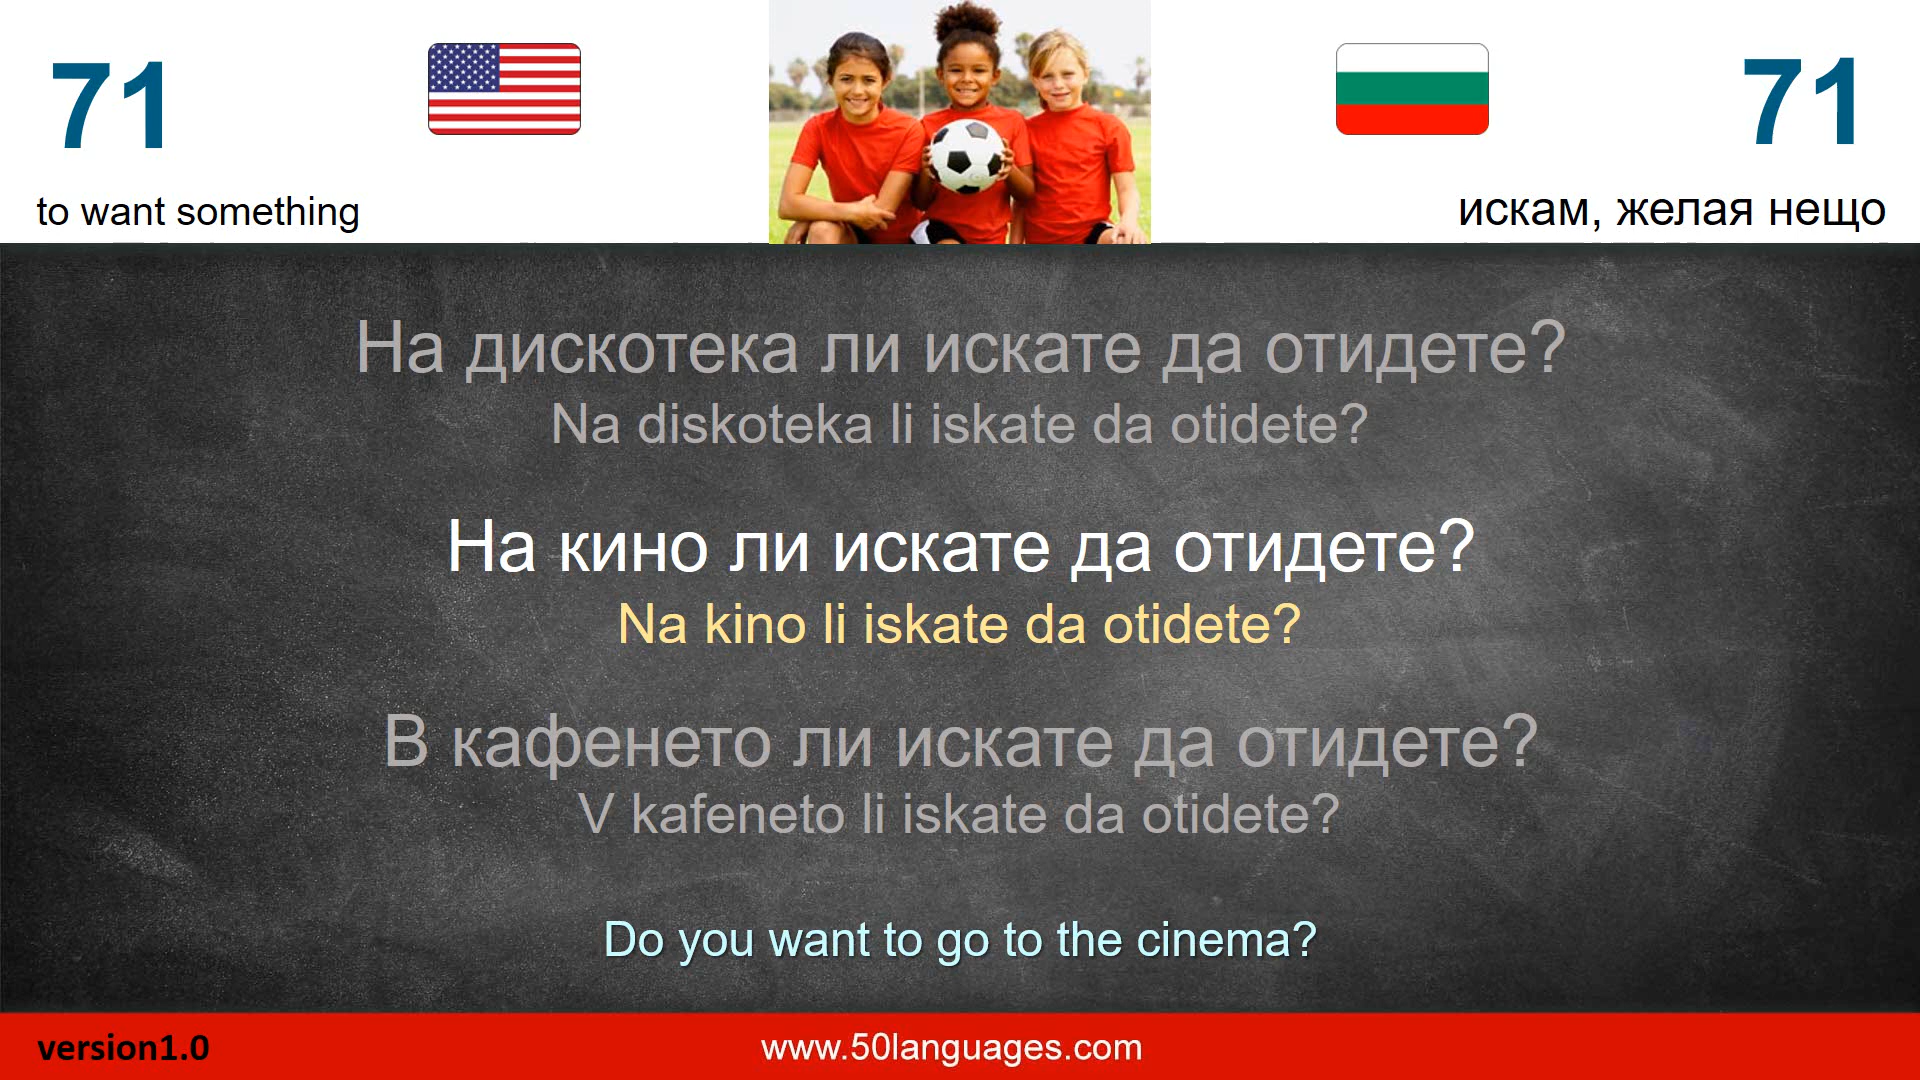 71
71
to want something
искам, желая нещо
На дискотека ли искате да отидете?
Na diskoteka li iskate da otidete?
На кино ли искате да отидете?
Na kino li iskate da otidete?
В кафенето ли искате да отидете?
V kafeneto li iskate da otidete?
Do you want to go to the cinema?
version1.0
www.50languages.com